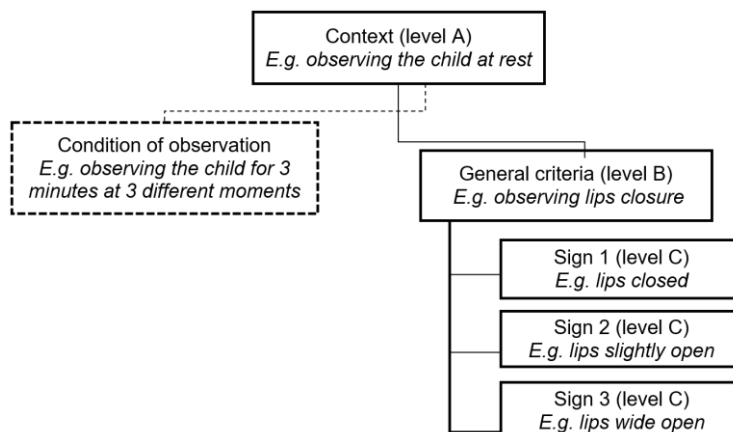 Context (level A)
E.g. observing the child at rest
Condition of observation
E.g. observing the child for 3
minutes at 3 different moments
General criteria (level B)
E.g. observing lips closure
Sign 1 (level C)
E.g. lips closed
Sign 2 (level C)
E.g. lips slightly open
Sign 3 (level C)
E.g. lips wide open